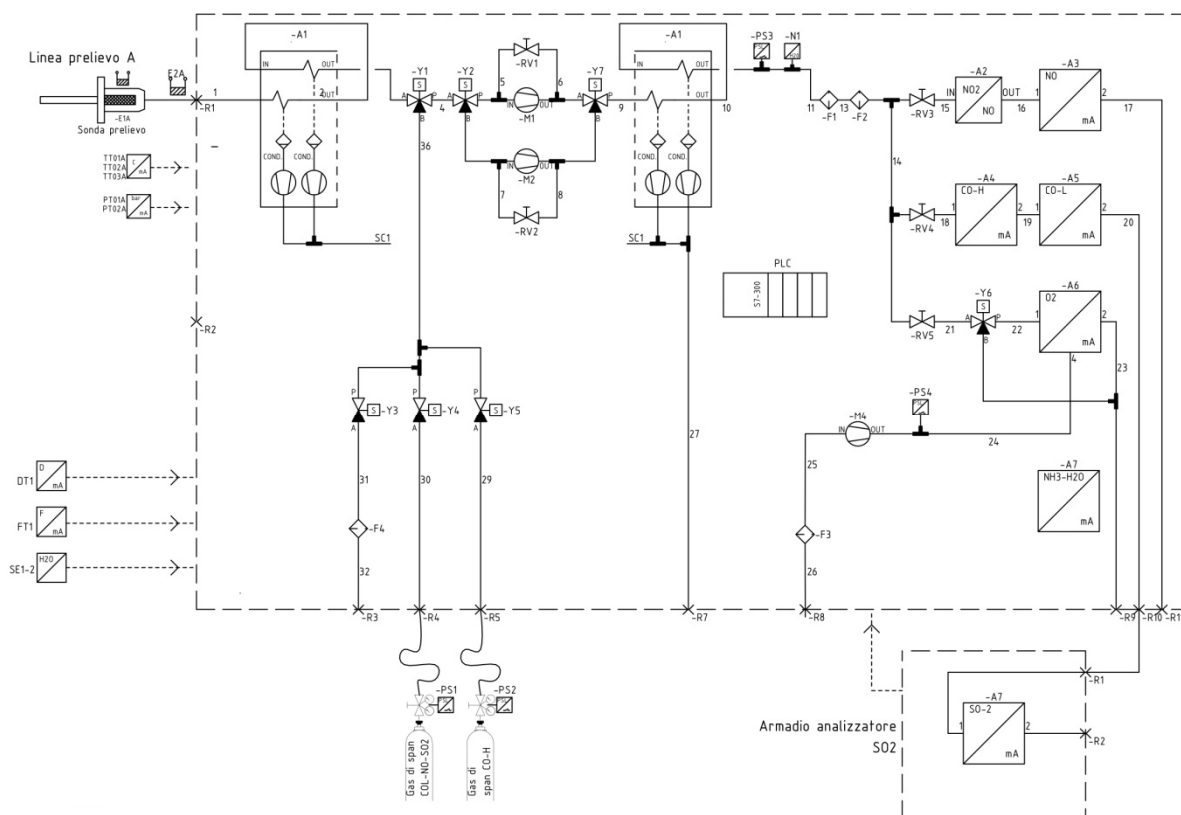 Linea prelievo A
E2A
-R1
1
-E1A
Sonda prelievo
TT01A
TT02A
TT03A
C
mA
PT01A
PT02A
bar
mA
-R2
-A1
IN
OUT
2
OUT
COND.
COND.
SC1
-Y1
S
A
P
B
4
36
-Y2
S
A
P
B
5
-RV1
6
IN
OUT
-M1
IN
OUT
-M2
7
8
-RV2
-Y7
S
A
P
B
9
-A1
IN
OUT
OUT
10
COND.
COND.
SC1
27
-PS3
-N1
H2O
11
-F1
13
-F2
14
-RV3
15
IN
-A2
NO2
NO
OUT
16
-A3
NO
1
2
mA
17
-RV4
18
-A4
CO-H
1
2
mA
19
-A5
CO-L
1
2
mA
20
PLC
S7-300
-RV5
21
-Y6
S
A
P
B
22
-A6
O2
1
2
mA
4
23
-PS4
-M4
IN
OUT
24
25
-F3
26
-A7
NH3-H2O
mA
P
S
-Y3
A
P
S
-Y4
A
P
S
-Y5
A
31
30
29
-F4
32
DT1
D
mA
FT1
F
mA
SE1-2
H2O
-R3
-R4
-R5
-R7
-R8
-R9
-R10
-R1
-PS1
-PS2
Gas di span
COL-NO-SO2
Gas di
span CO-H
Armadio analizzatore
SO2
-A7
SO-2
1
2
mA
-R1
-R2